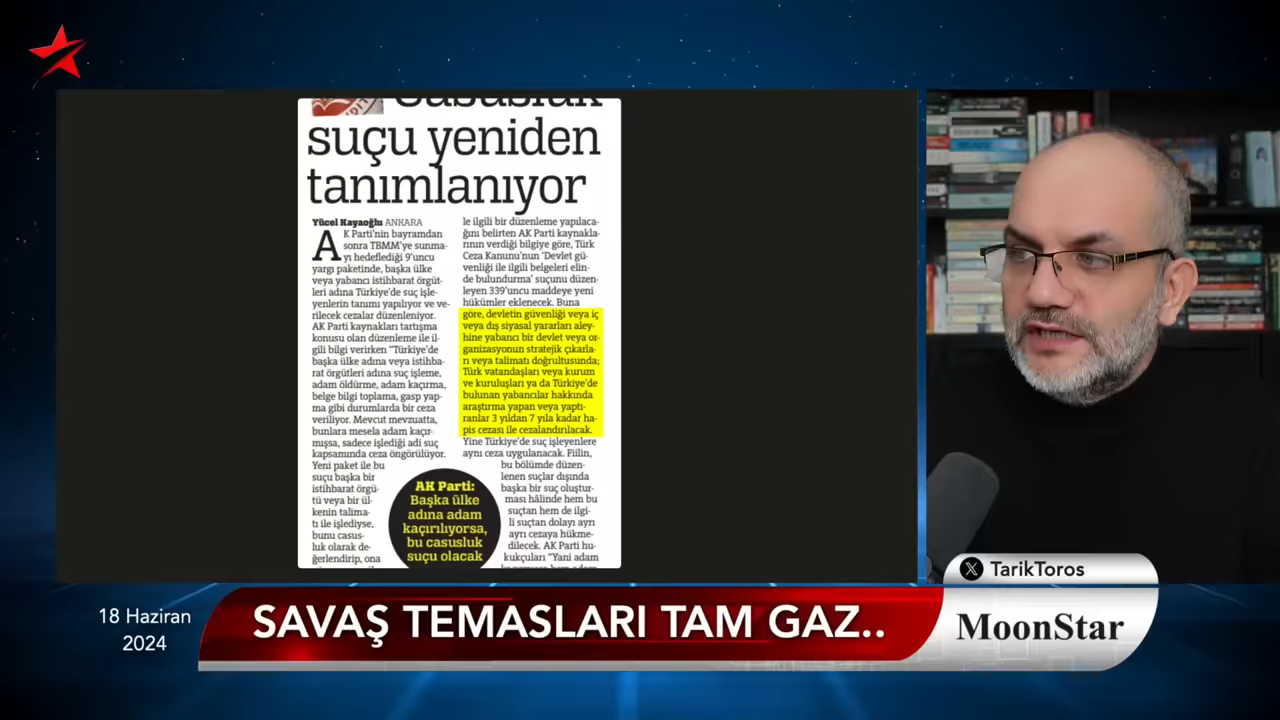 suçu yeniden
tanımlanıyor
Yücel Kayaoğlu ANKARA
AK Parti'nin bayramdan
sonra TBMM'ye sunma-
yı hedeflediği 9'uncu
yargı paketinde, başka ülke
veya yabancı istihbarat örgüt-
leri adına Türkiye'de suç işle-
yenlerin tanımı yapılıyor ve ve-
rilecek cezalar düzenleniyor.
AK Parti kaynakları tartışma
konusu olan düzenleme ile il-
gili bilgi verirken "Türkiye'de
başka ülke adına veya istihba-
rat örgütleri adına suç işleme,
adam öldürme, adam kaçırma,
belge bilgi toplama, gasp yap-
ma gibi durumlarda bir ceza
veriliyor. Mevcut mevzuatta,
bunlara mesela adam kaçır-
mışsa, sadece işlediği adi suç
kapsamında ceza öngörülüyor.
Yeni paket ile bu
suçu başka bir
istihbarat örgü-
tü veya bir ül-
kenin talima-
tı ile işlediyse,
bunu casus-
luk olarak de-
ğerlendirip, ona
le ilgili bir düzenleme yapılaca-
ğını belirten AK Parti kaynakla-
rının verdiği bilgiye göre, Türk
Ceza Kanunu'nun 'Devlet gü-
venliği ile ilgili belgeleri elin-
de bulundurma' suçunu düzen-
leyen 339'uncu maddeye yeni
hükümler eklenecek. Buna
göre, devletin güvenliği veya iç
veya dış siyasal yararları aley-
hine yabancı bir devlet veya or-
ganizasyonun stratejik çıkarla-
rı veya talimatı doğrultusunda;
Türk vatandaşları veya kurum
ve kuruluşları ya da Türkiye'de
bulunan yabancılar hakkında
araştırma yapan veya yaptı-
ranlar 3 yıldan 7 yıla kadar ha-
pis cezası ile cezalandırılacak.
Yine Türkiye'de suç işleyenlere
aynı ceza uygulanacak. Fiilin,
bu bölümde düzen-
lenen suçlar dışında
başka bir suç oluştur-
ması hâlinde hem bu
suçtan hem de ilgi-
li suçtan dolayı ayrı
ayrı cezaya hükme-
dilecek. AK Parti hu-
kukçuları "Yani adam
AK Parti:
Başka ülke
adına adam
kaçırılıyorsa,
bu casusluk
suçu olacak
X TarikToros
18 Haziran
2024
SAVAŞ TEMASLARI TAM GAZ..
MoonStar